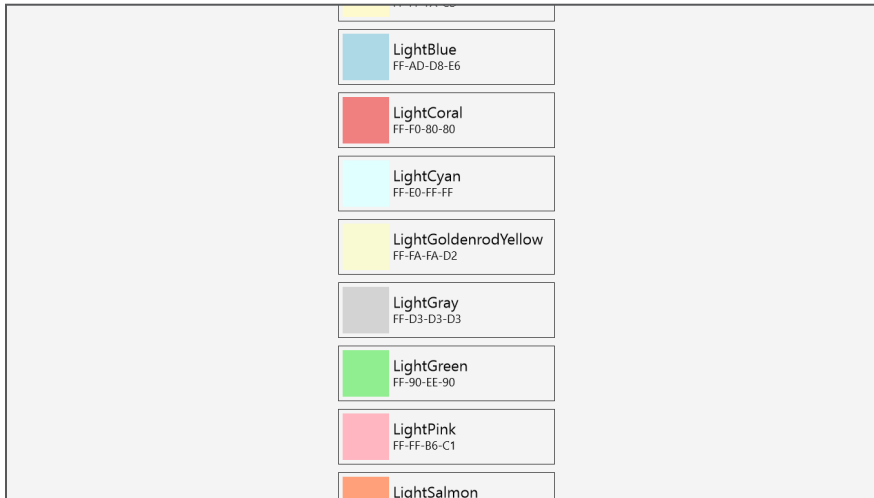 LightBlue
FF-AD-D8-E6
LightCoral
FF-F0-80-80
LightCyan
FF-E0-FF-FF
LightGoldenrodYellow
FF-FA-FA-D2
LightGray
FF-D3-D3-D3
LightGreen
FF-90-EE-90
LightPink
FF-FF-B6-C1
LightSalmon